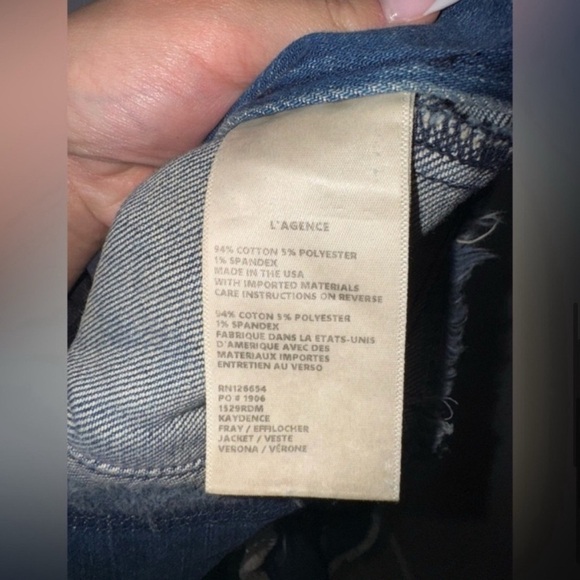 L'AGENCE
94% COTTON 5% POLYESTER
1% SPANDEX
MADE IN THE USA
WITH IMPORTED MATERIALS
CARE INSTRUCTIONS ON REVERSE
94% COTON 5% POLYESTER
1% SPANDEX
FABRIQUE DANS LA ETATS-UNIS
D'AMERIQUE AVEC DES
MATERIAUX IMPORTES
ENTRETIEN AU VERSO
RN126654
PO # 1906
1529RDM
KAYDENCE
FRAY / EFFILOCHER
JACKET / VESTE
VERONA / VÉRONE